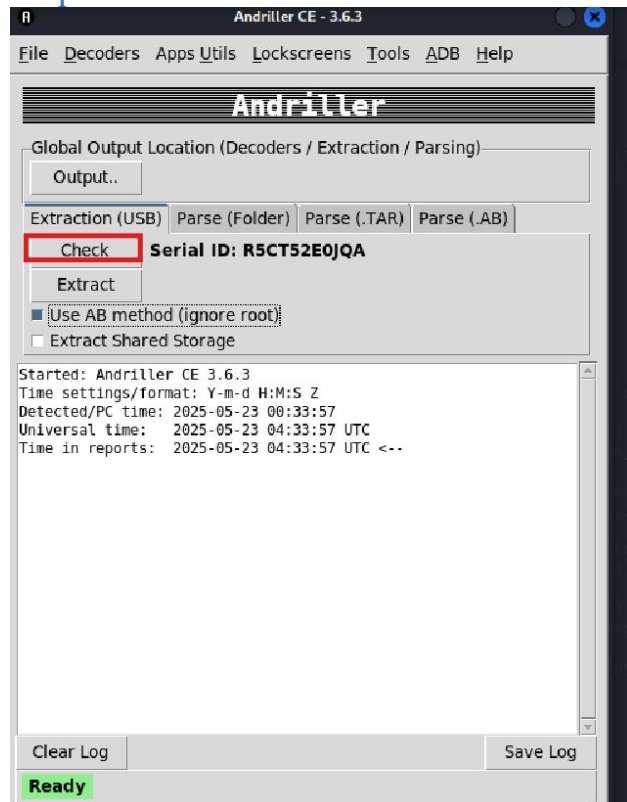 Andriller CE - 3.6.3
File Decoders Apps Utils Lockscreens Tools ADB Help
Andriller
Global Output Location (Decoders / Extraction / Parsing)
Output..
Extraction (USB) Parse (Folder) Parse (.TAR) Parse (.AB)
Check Serial ID: R5CT52E0JQA
Extract
Use AB method (ignore root)
Extract Shared Storage
Started: Andriller CE 3.6.3
Time settings/format: Y-m-d H:M:S Z
Detected/PC time: 2025-05-23 00:33:57
Universal time: 2025-05-23 04:33:57 UTC
Time in reports: 2025-05-23 04:33:57 UTC <--
Clear Log Save Log
Ready